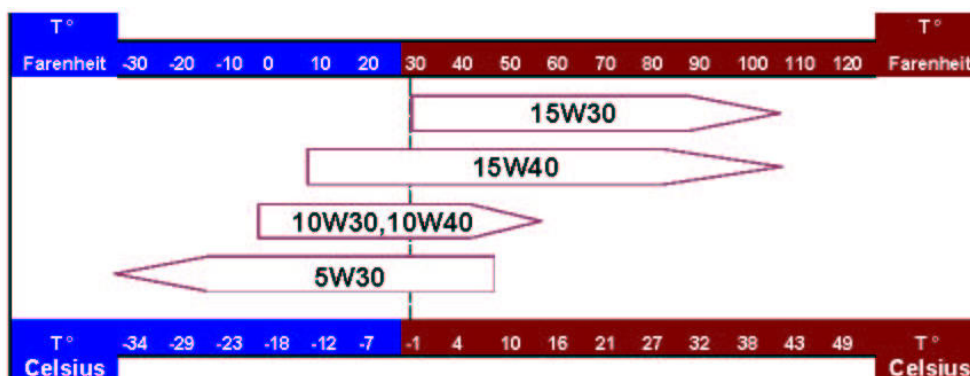 T° T°
Farenheit -30 -20 -10 0 10 20 30 40 50 60 70 80 90 100 110 120 Farenheit
15W30
15W40
10W30,10W40
5W30
T° -34 -29 -23 -18 -12 -7 -1 4 10 16 21 27 32 38 43 49 T°
Celsius Celsius